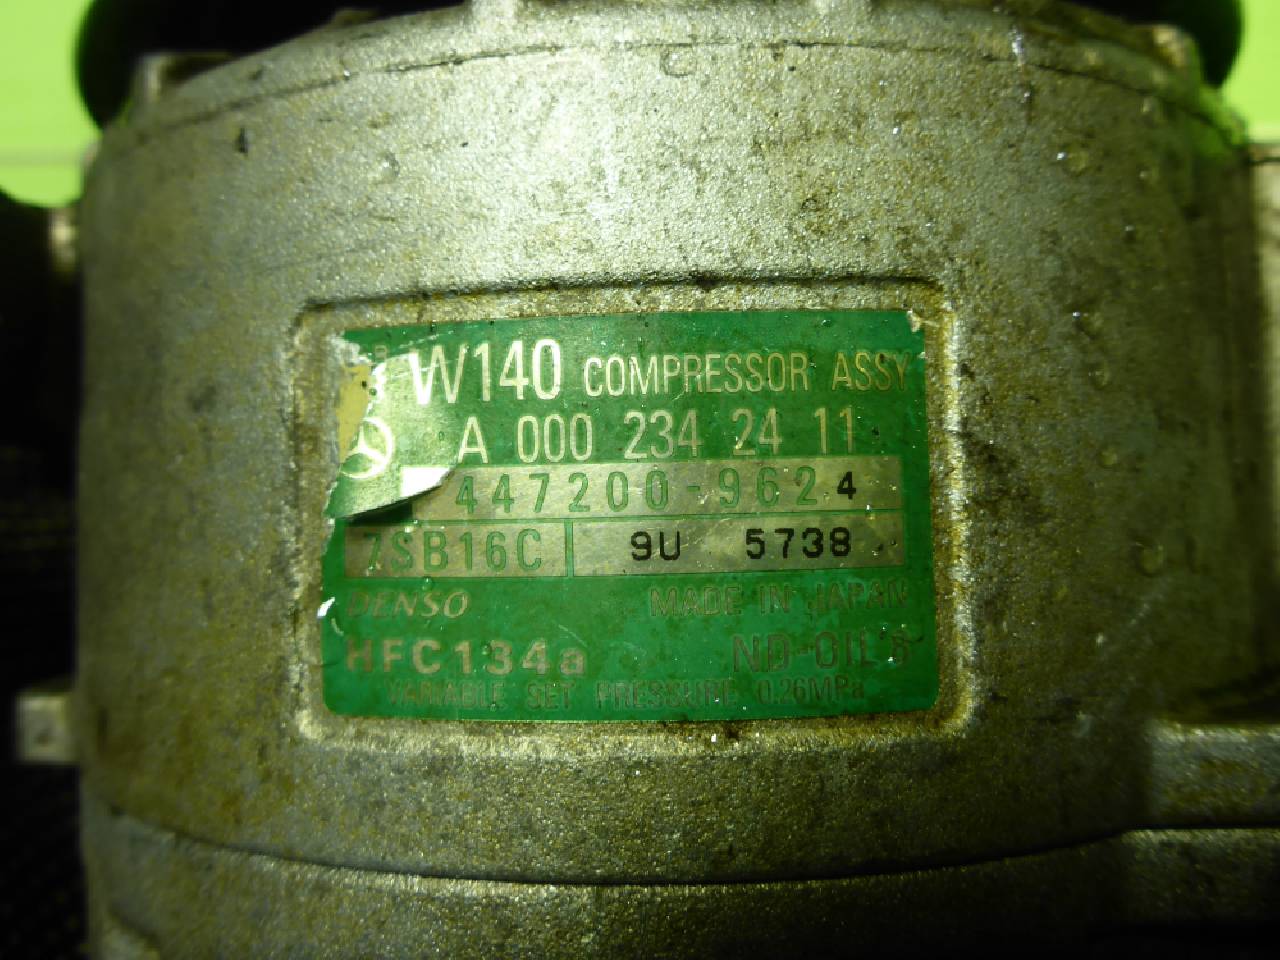 W140 COMPRESSOR ASSY
A 000 234 24 11
447200-9624
7SB16C 9U 5738
DENSO MADE IN JAPAN
HFC134a ND-OIL 8
VARIABLE SET PRESSURE 0.26MPa